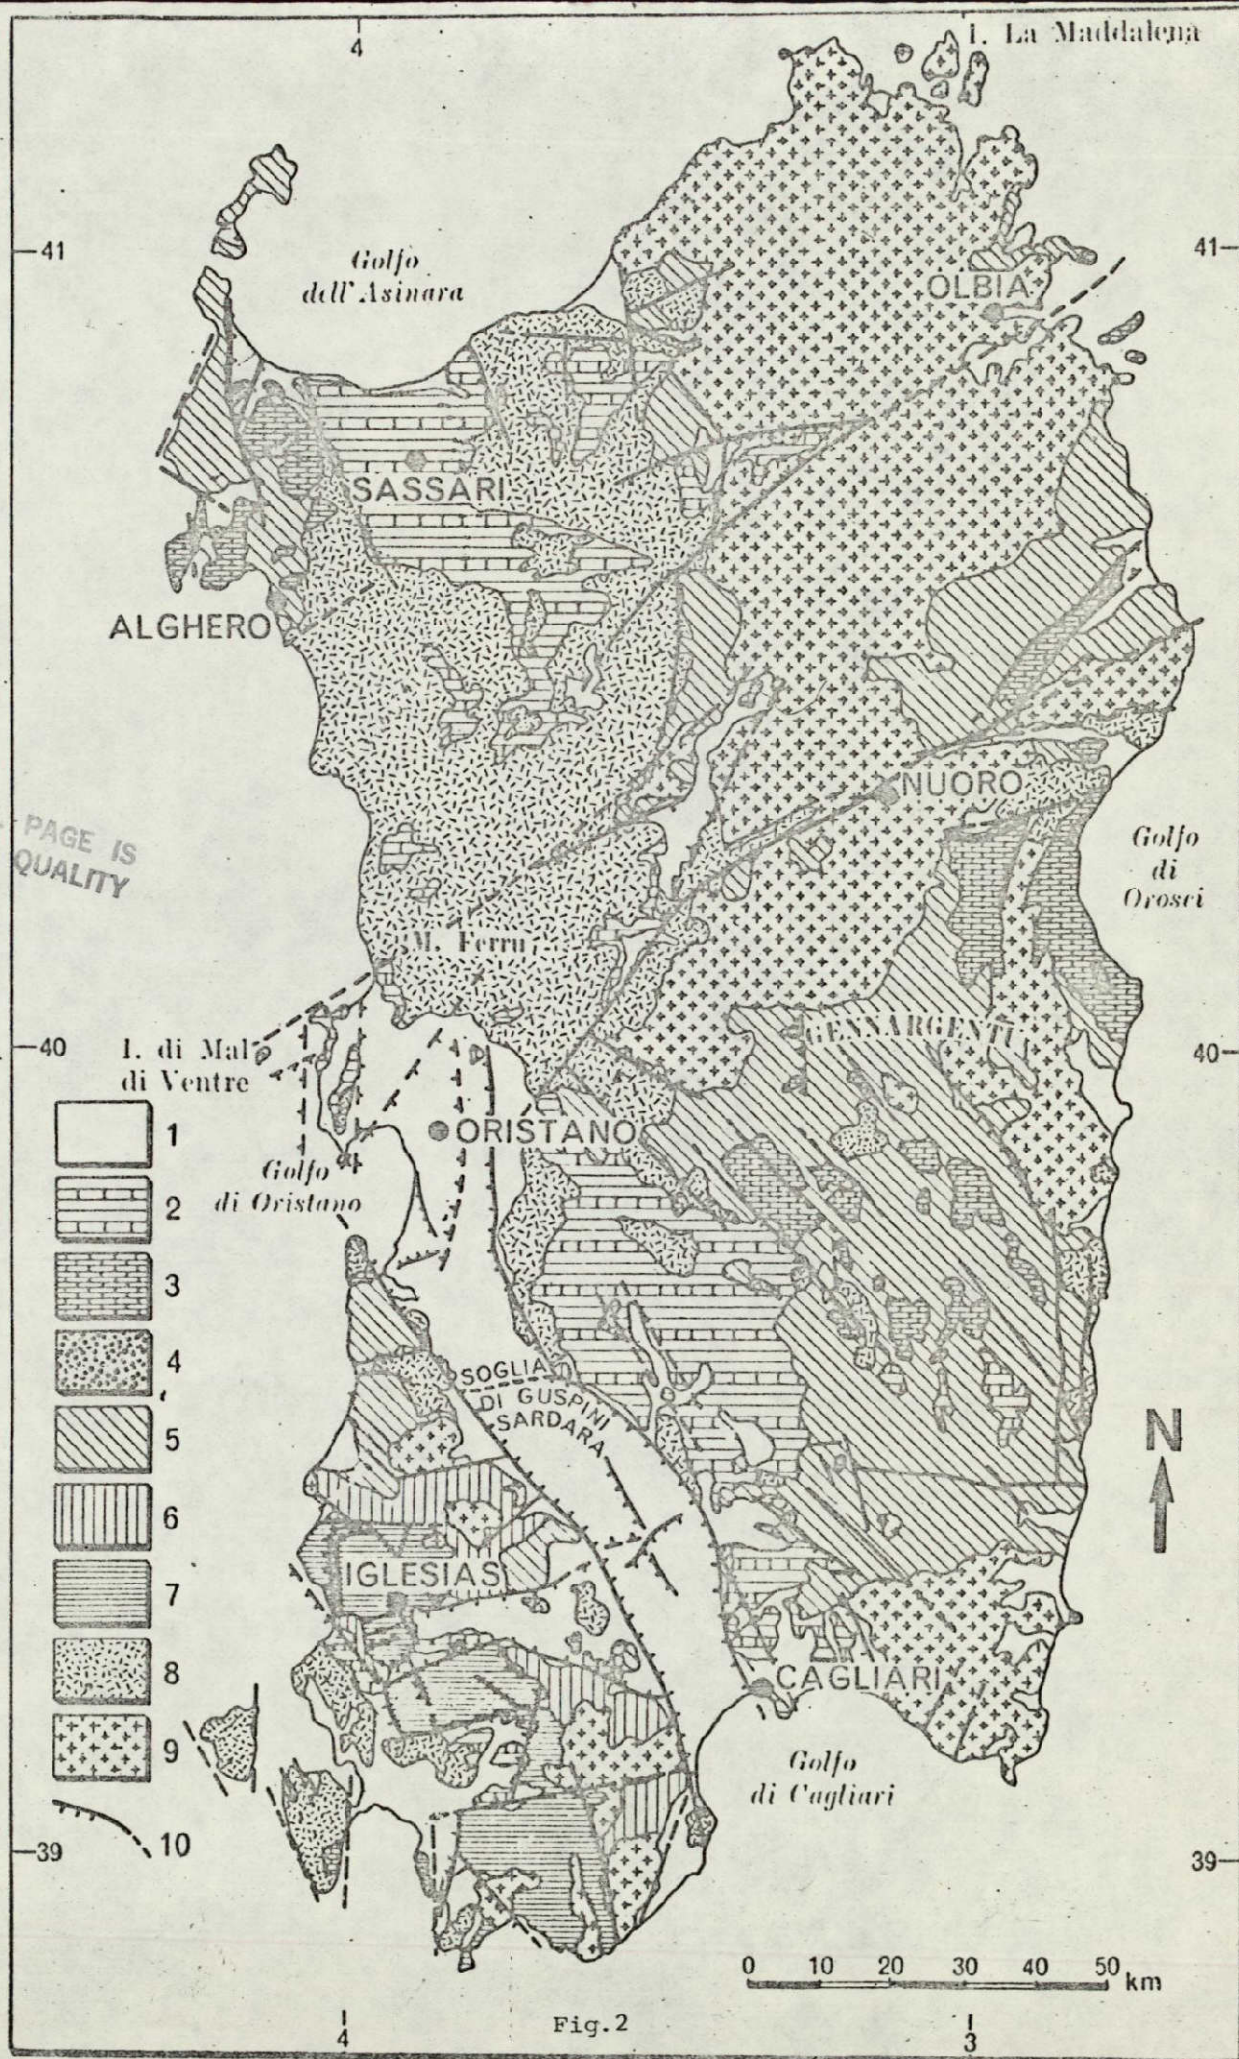 4
I. La Maddalena
41
41
Golfo
dell' Asinara
OLBIA
SASSARI
ALGHERO
NUORO
PAGE IS
QUALITY
Golfo
di
Orosei
M. Ferru
GENNARGENTU
40
40
I. di Mal
di Ventre
1
ORISTANO
Golfo
di Oristano
2
3
4
SOGLIA
DI GUSPINI
SARDARA
5
N
6
IGLESIAS
7
8
CAGLIARI
9
Golfo
di Cagliari
10
39
39
0 10 20 30 40 50 km
Fig.2
4
3